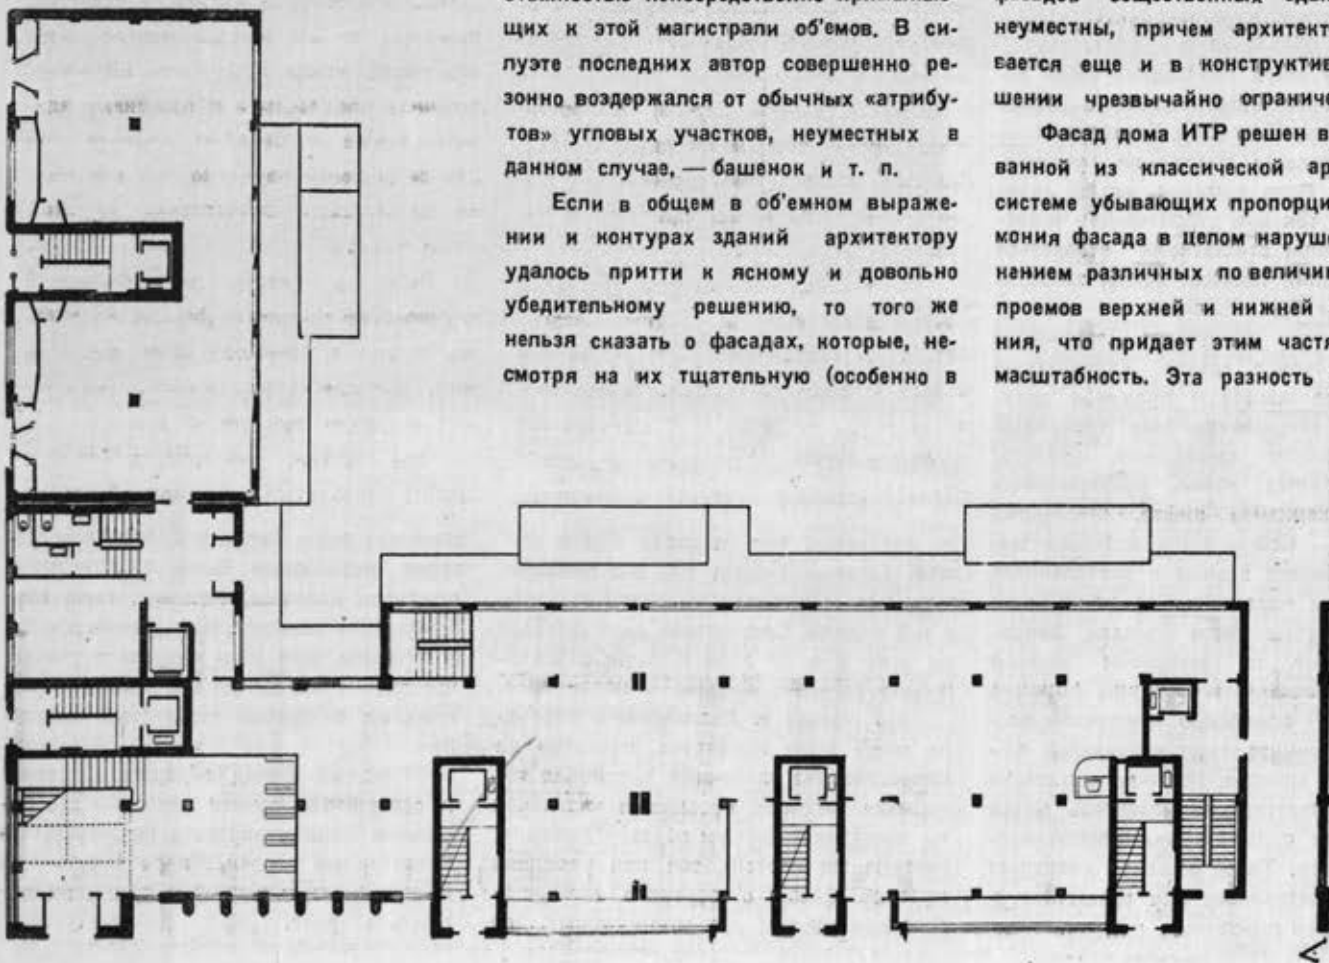 щих к этой магистрали об'емов. В си-
луэте последних автор совершенно ре-
зонно воздержался от обычных «атрибу-
тов» угловых участков, неуместных в
данном случае, — башенок и т. п.
Если в общем в об'емном выраже-
нии и контурах зданий архитектору
удалось притти к ясному и довольно
убедительному решению, то того же
нельзя сказать о фасадах, которые, не-
смотря на их тщательную (особенно в
неуместны, причем архитект
вается еще и в конструктив
шении чрезвычайно ограниче
Фасад дома ИТР решен в
ванной из классической ар
системе убывающих пропорци
мония фасада в целом наруше
нением различных по величин
проемов верхней и нижней
ния, что придает этим частя
масштабность. Эта разность